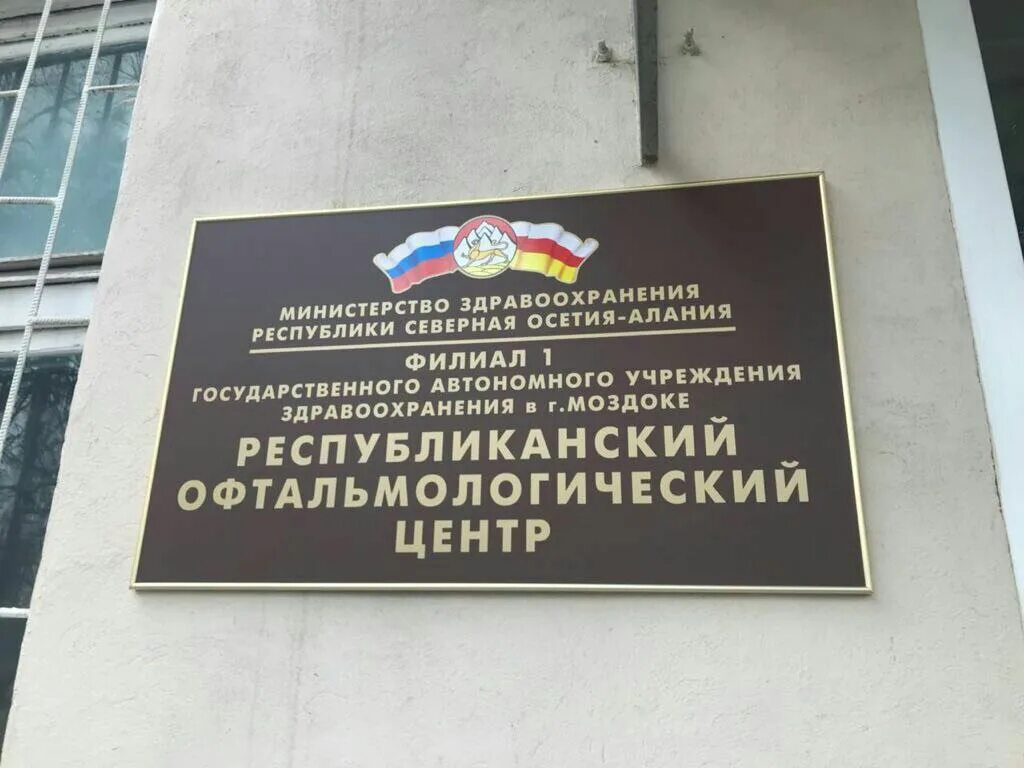 МИНИСТЕРСТВО ЗДРАВООХРАНЕНИЯ
РЕСПУБЛИКИ СЕВЕРНАЯ ОСЕТИЯ-АЛАНИЯ
ФИЛИАЛ 1
ГОСУДАРСТВЕННОГО АВТОНОМНОГО УЧРЕЖДЕНИЯ
ЗДРАВООХРАНЕНИЯ в г.МОЗДОКЕ
РЕСПУБЛИКАНСКИЙ
ОФТАЛЬМОЛОГИЧЕСКИЙ
ЦЕНТР